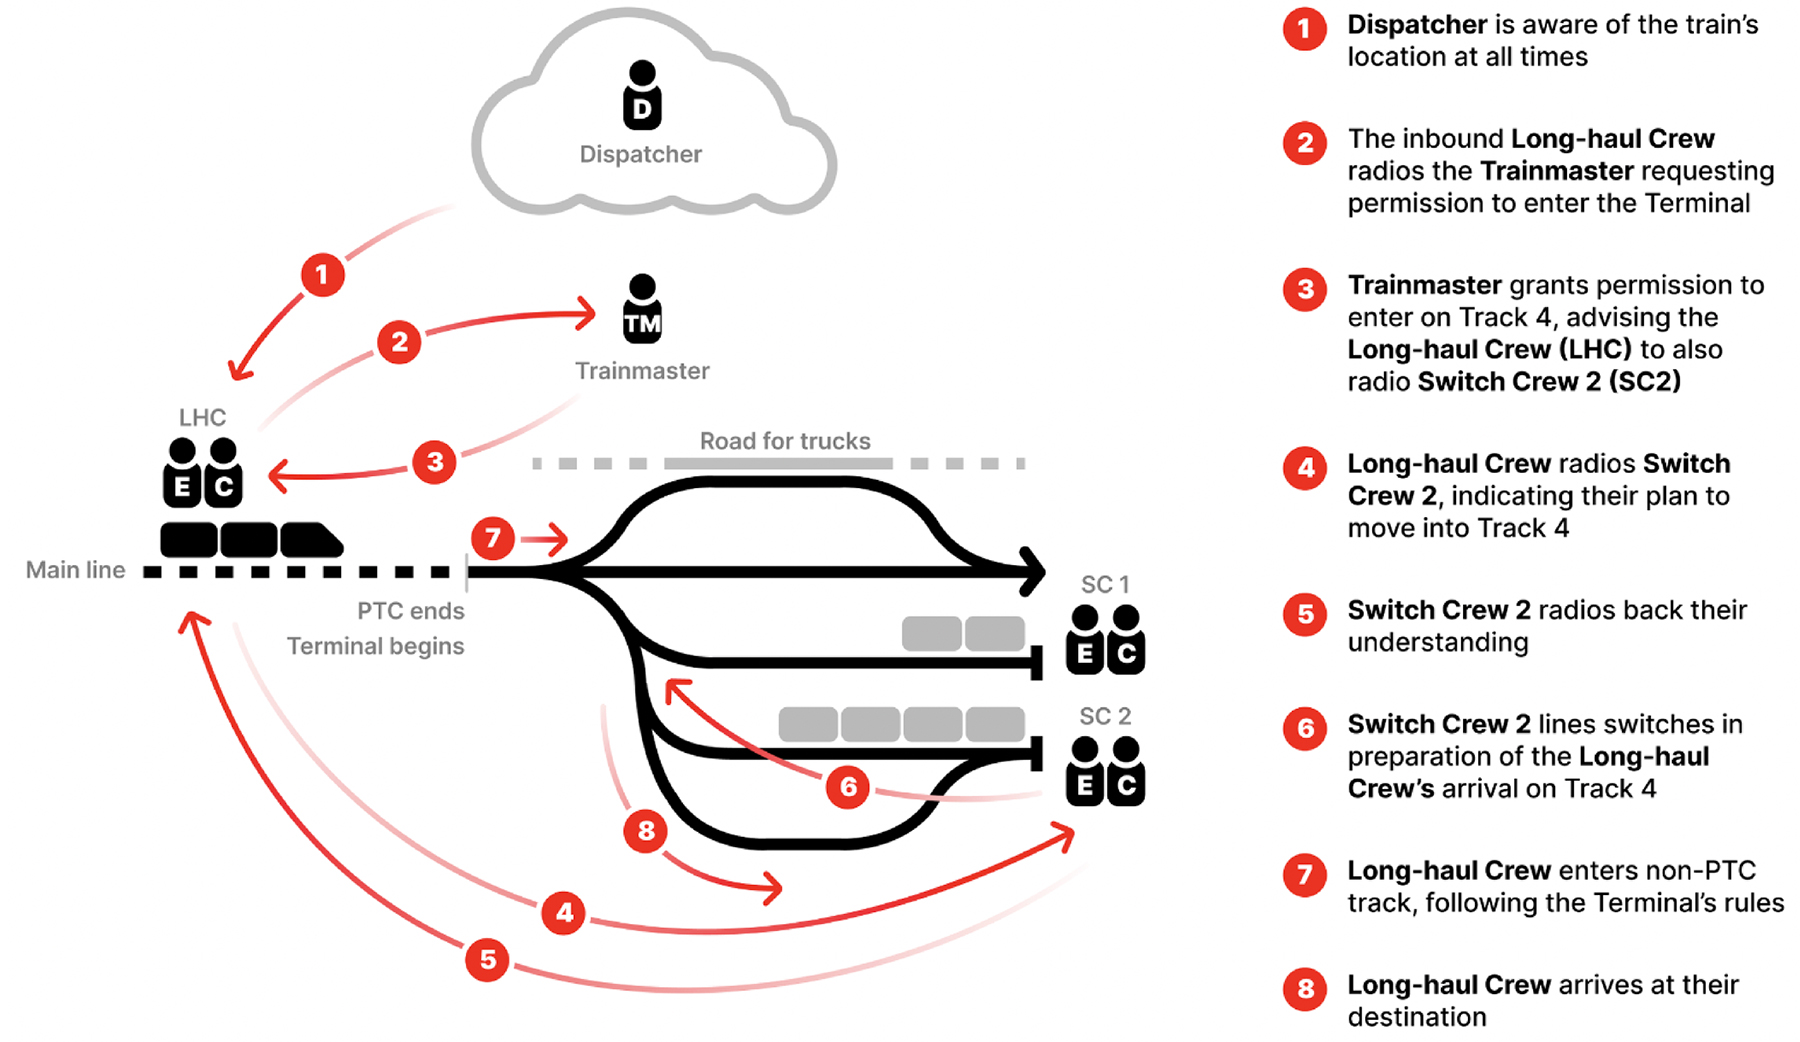 D
Dispatcher
1
2
TM
Trainmaster
LHC
E C
3
Road for trucks
7
Main line
PTC ends
Terminal begins
SC 1
E C
SC 2
E C
6
8
4
5
1 Dispatcher is aware of the train's
location at all times
2 The inbound Long-haul Crew
radios the Trainmaster requesting
permission to enter the Terminal
3 Trainmaster grants permission to
enter on Track 4, advising the
Long-haul Crew (LHC) to also
radio Switch Crew 2 (SC2)
4 Long-haul Crew radios Switch
Crew 2, indicating their plan to
move into Track 4
5 Switch Crew 2 radios back their
understanding
6 Switch Crew 2 lines switches in
preparation of the Long-haul
Crew's arrival on Track 4
7 Long-haul Crew enters non-PTC
track, following the Terminal's rules
8 Long-haul Crew arrives at their
destination